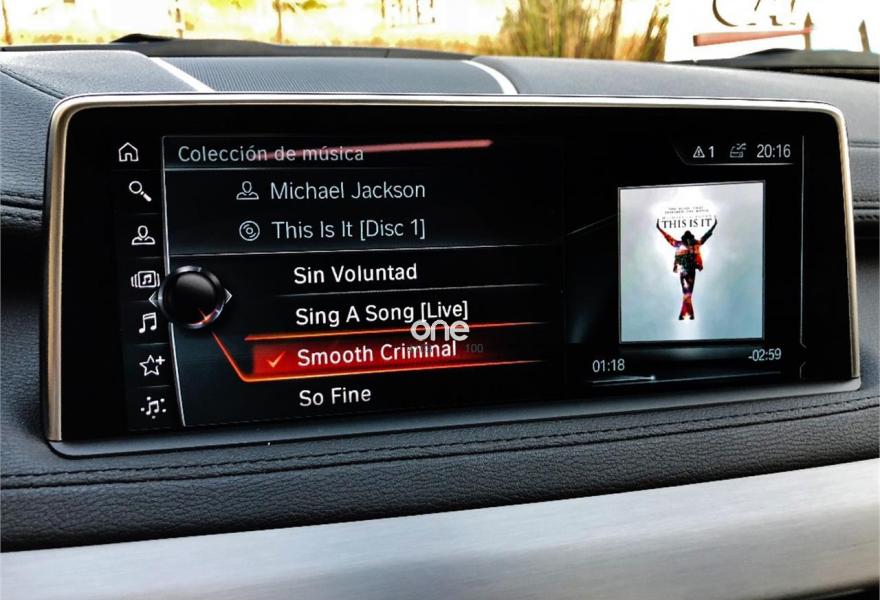 Colección de música
1 20:16
Michael Jackson
This Is It [Disc 1]
Sin Voluntad
Sing A Song [Live]
Smooth Criminal
So Fine
THIS IS IT
01:18
-02:59
one
100